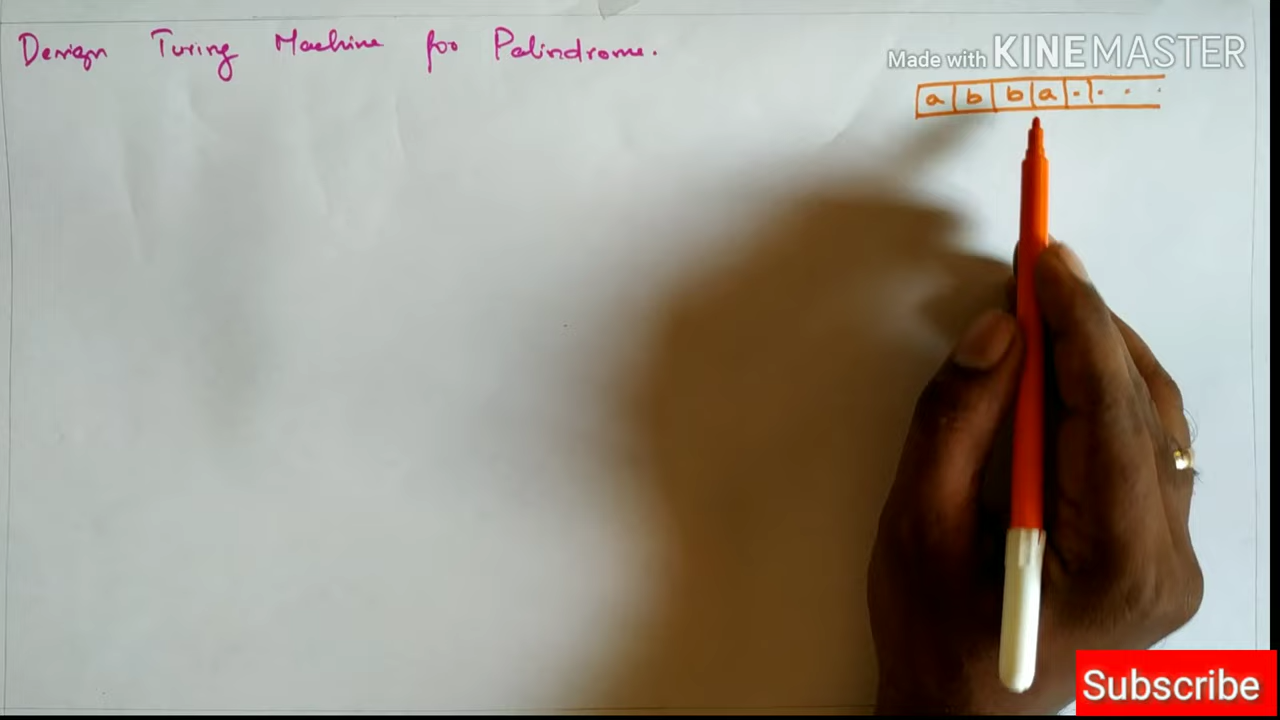 Design Turing Machine for Palindrome.
Made with KINEMASTER
a b b a . . . .
Subscribe